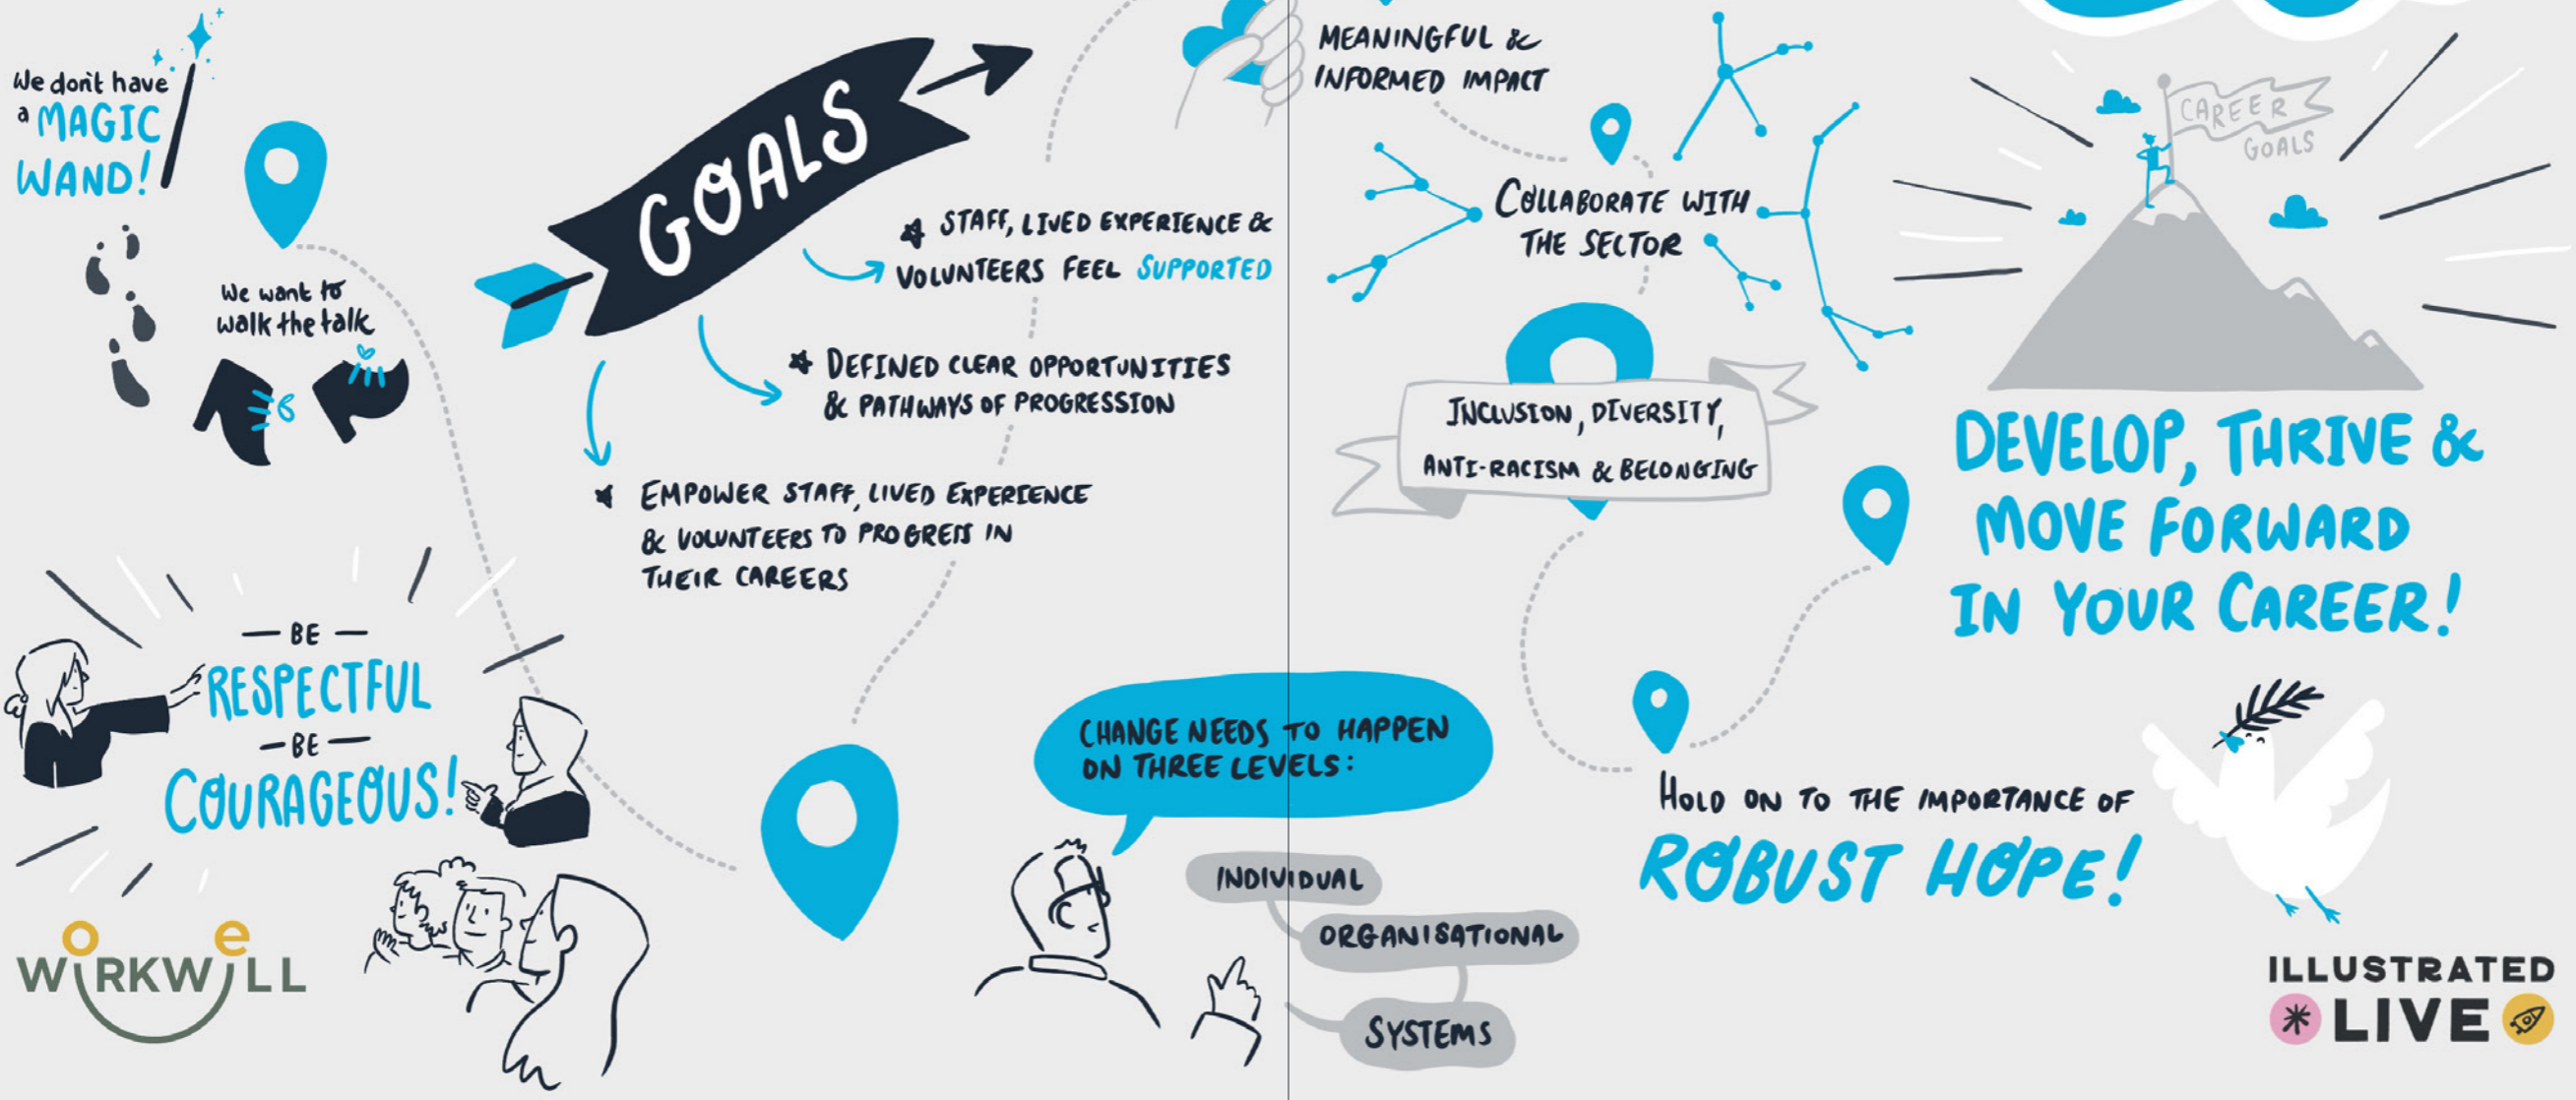 We don't have
a MAGIC
WAND!
We want to
walk the talk
GOALS
STAFF, LIVED EXPERIENCE &
VOLUNTEERS FEEL SUPPORTED
DEFINED CLEAR OPPORTUNITIES
& PATHWAYS OF PROGRESSION
EMPOWER STAFF, LIVED EXPERIENCE
& VOLUNTEERS TO PROGRESS IN
THEIR CAREERS
BE
RESPECTFUL
BE
COURAGEOUS!
WORKWELL
MEANINGFUL &
INFORMED IMPACT
COLLABORATE WITH
THE SECTOR
INCLUSION, DIVERSITY,
ANTI-RACISM & BELONGING
CHANGE NEEDS TO HAPPEN
ON THREE LEVELS:
INDIVIDUAL
ORGANISATIONAL
SYSTEMS
CAREER
GOALS
DEVELOP, THRIVE &
MOVE FORWARD
IN YOUR CAREER!
HOLD ON TO THE IMPORTANCE OF
ROBUST HOPE!
ILLUSTRATED
LIVE